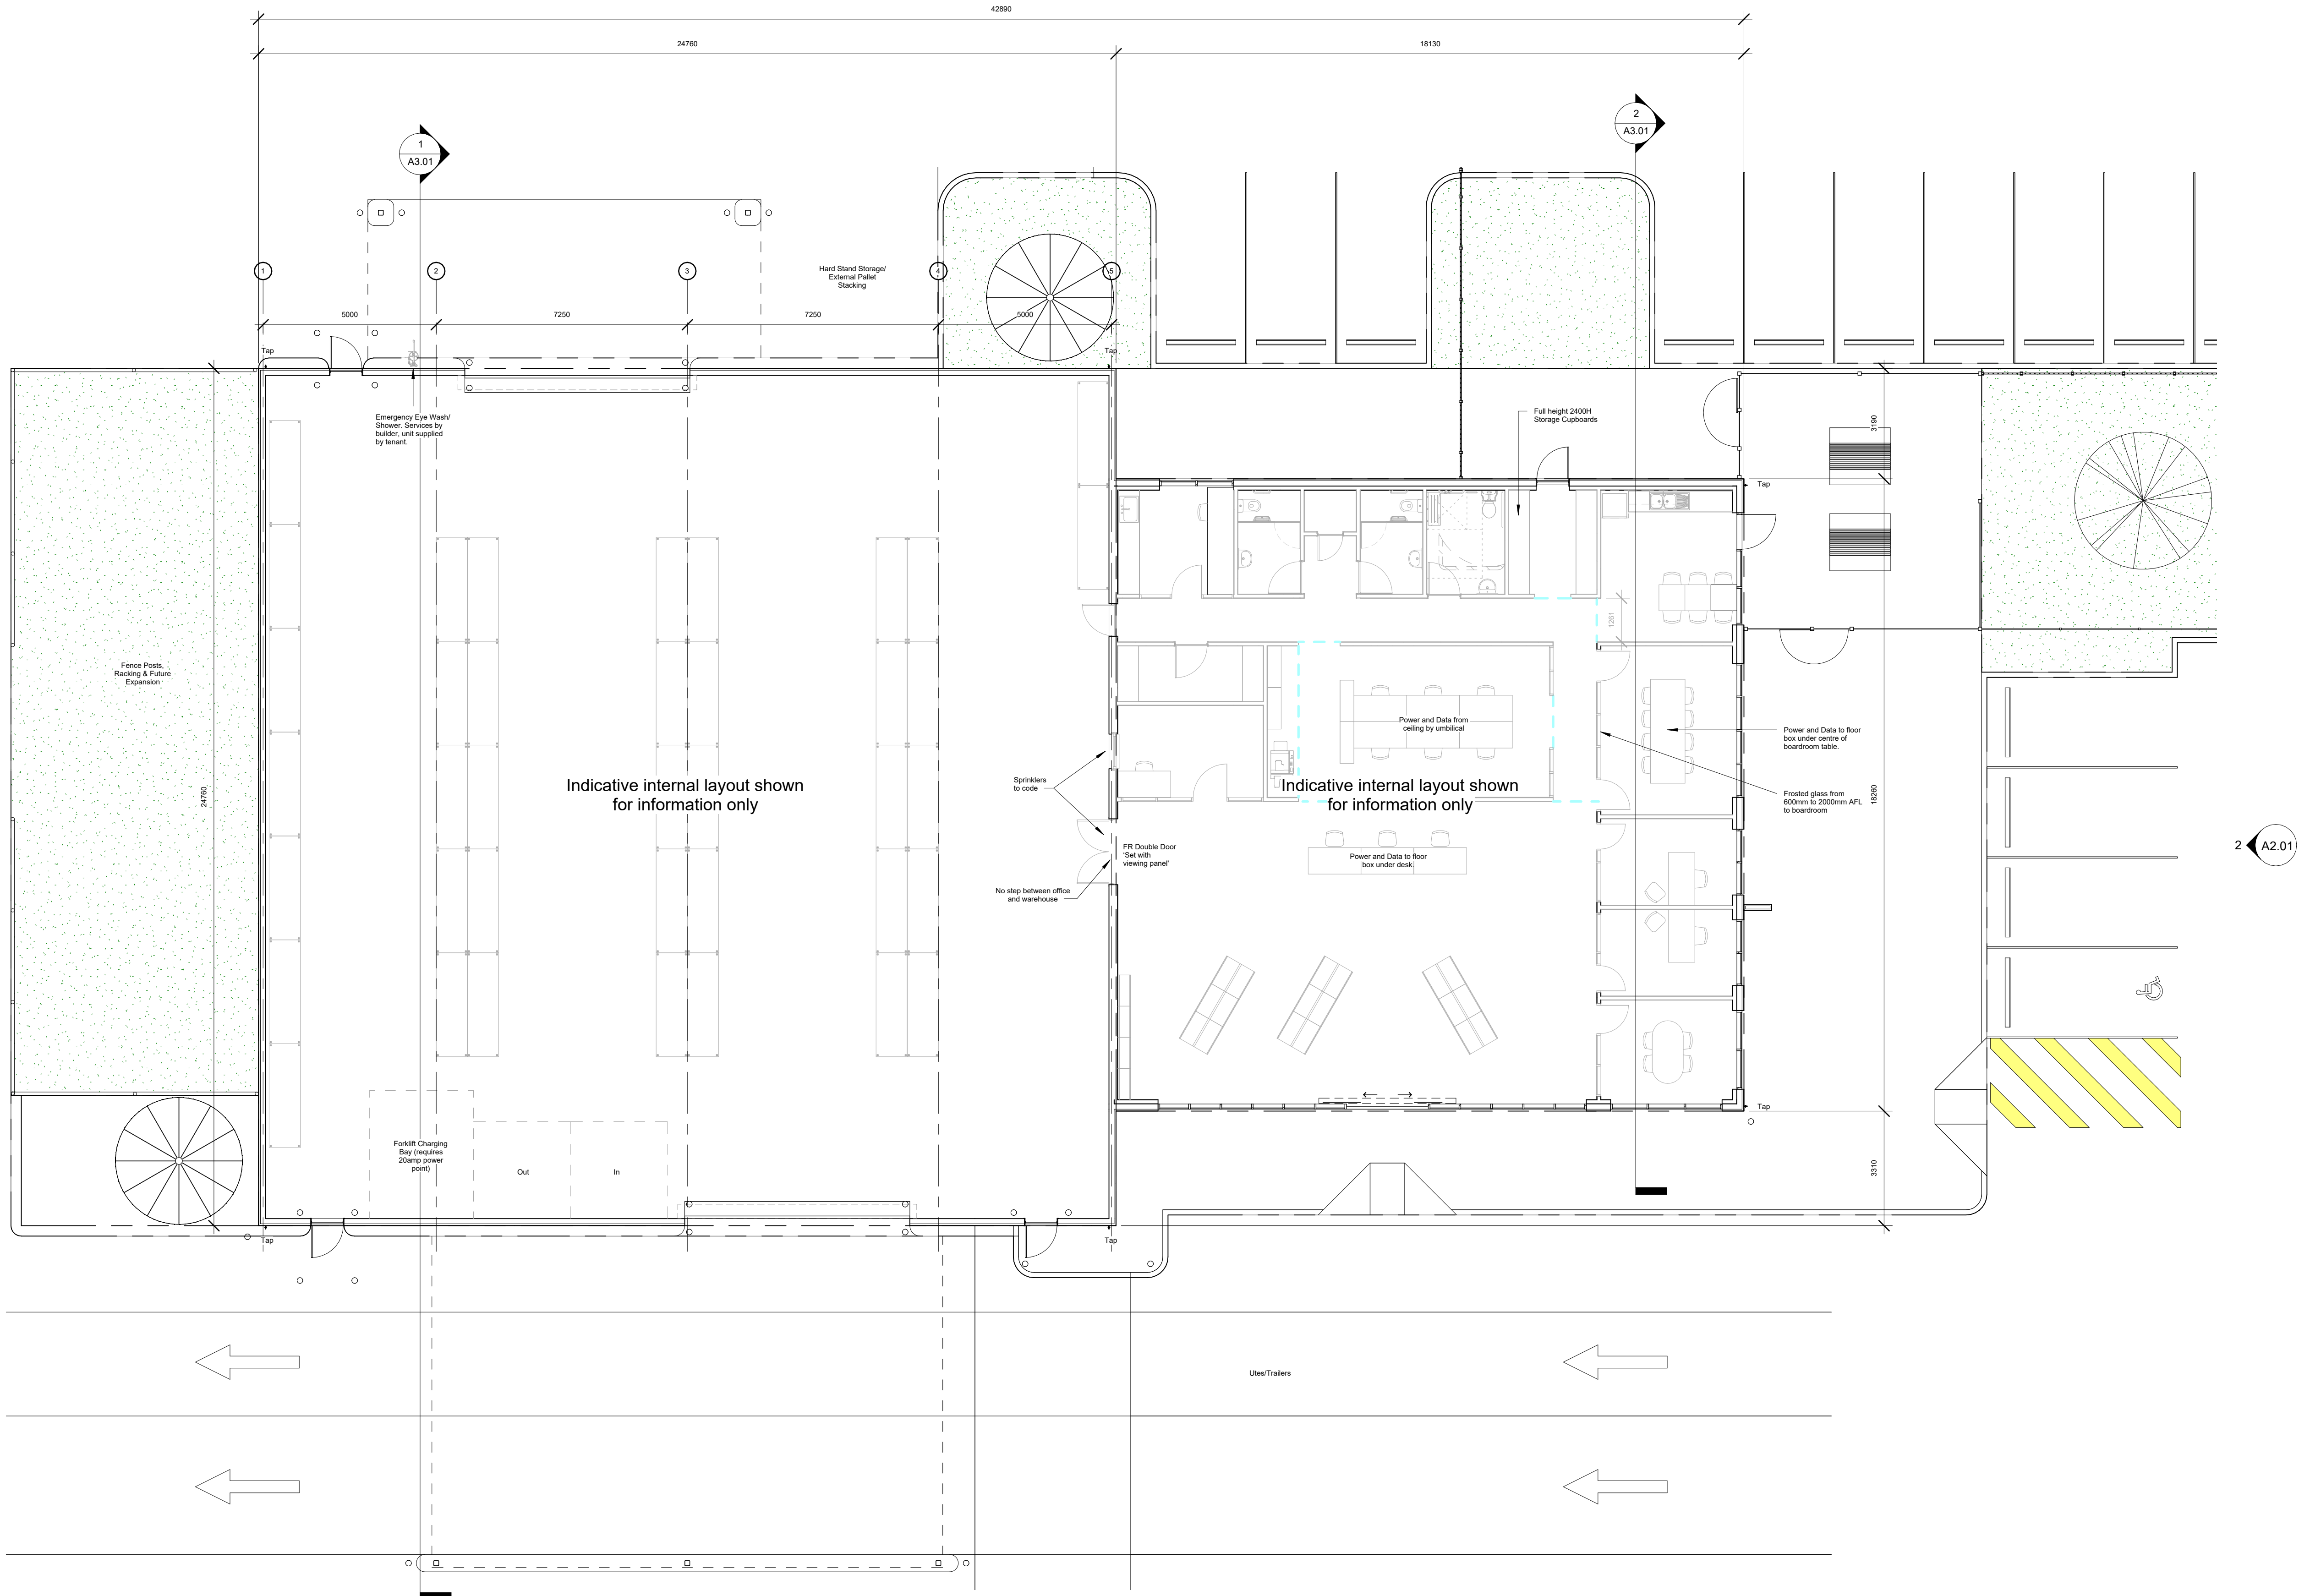 42890
24760
18130
1
A3.01
2
A3.01
1
2
3
4
5
Hard Stand Storage/
External Pallet
Stacking
5000
7250
7250
5000
Tap
Tap
Emergency Eye Wash/
Shower. Services by
builder, unit supplied
by tenant.
Full height 2400H
Storage Cupboards
3190
Tap
1261
Fence Posts,
Racking & Future
Expansion
24760
Power and Data from
ceiling by umbilical
Power and Data to floor
box under centre of
boardroom table.
Sprinklers
to code
Indicative internal layout shown
for information only
Indicative internal layout shown
for information only
Frosted glass from
600mm to 2000mm AFL
to boardroom
18260
FR Double Door
'Set with
viewing panel'
Power and Data to floor
box under desk.
2
A2.01
No step between office
and warehouse
Tap
Forklift Charging
Bay (requires
20amp power
point)
Out
In
3310
Tap
Tap
Utes/Trailers